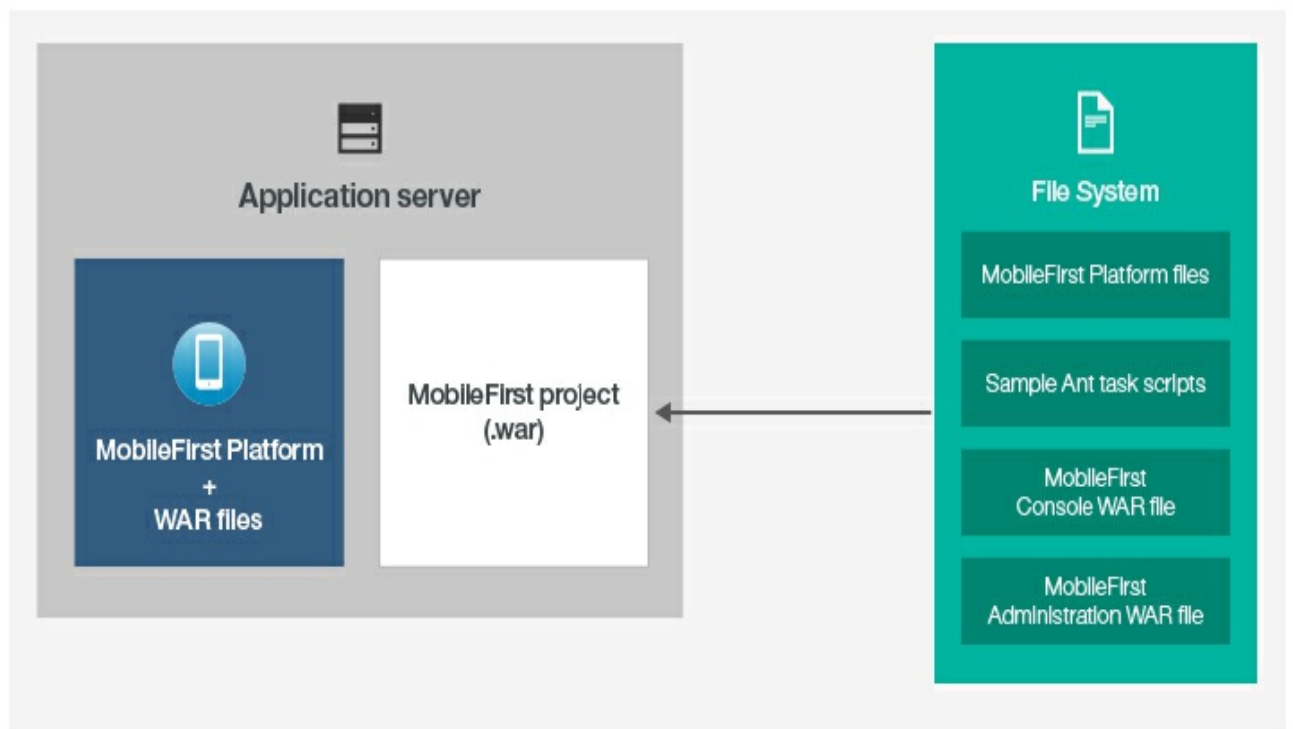 Application server
MobileFirst Platform
+
WAR files
MobileFirst project
(.war)
File System
MobileFirst Platform files
Sample Ant task scripts
MobileFirst
Console WAR file
MobileFirst
Administration WAR file